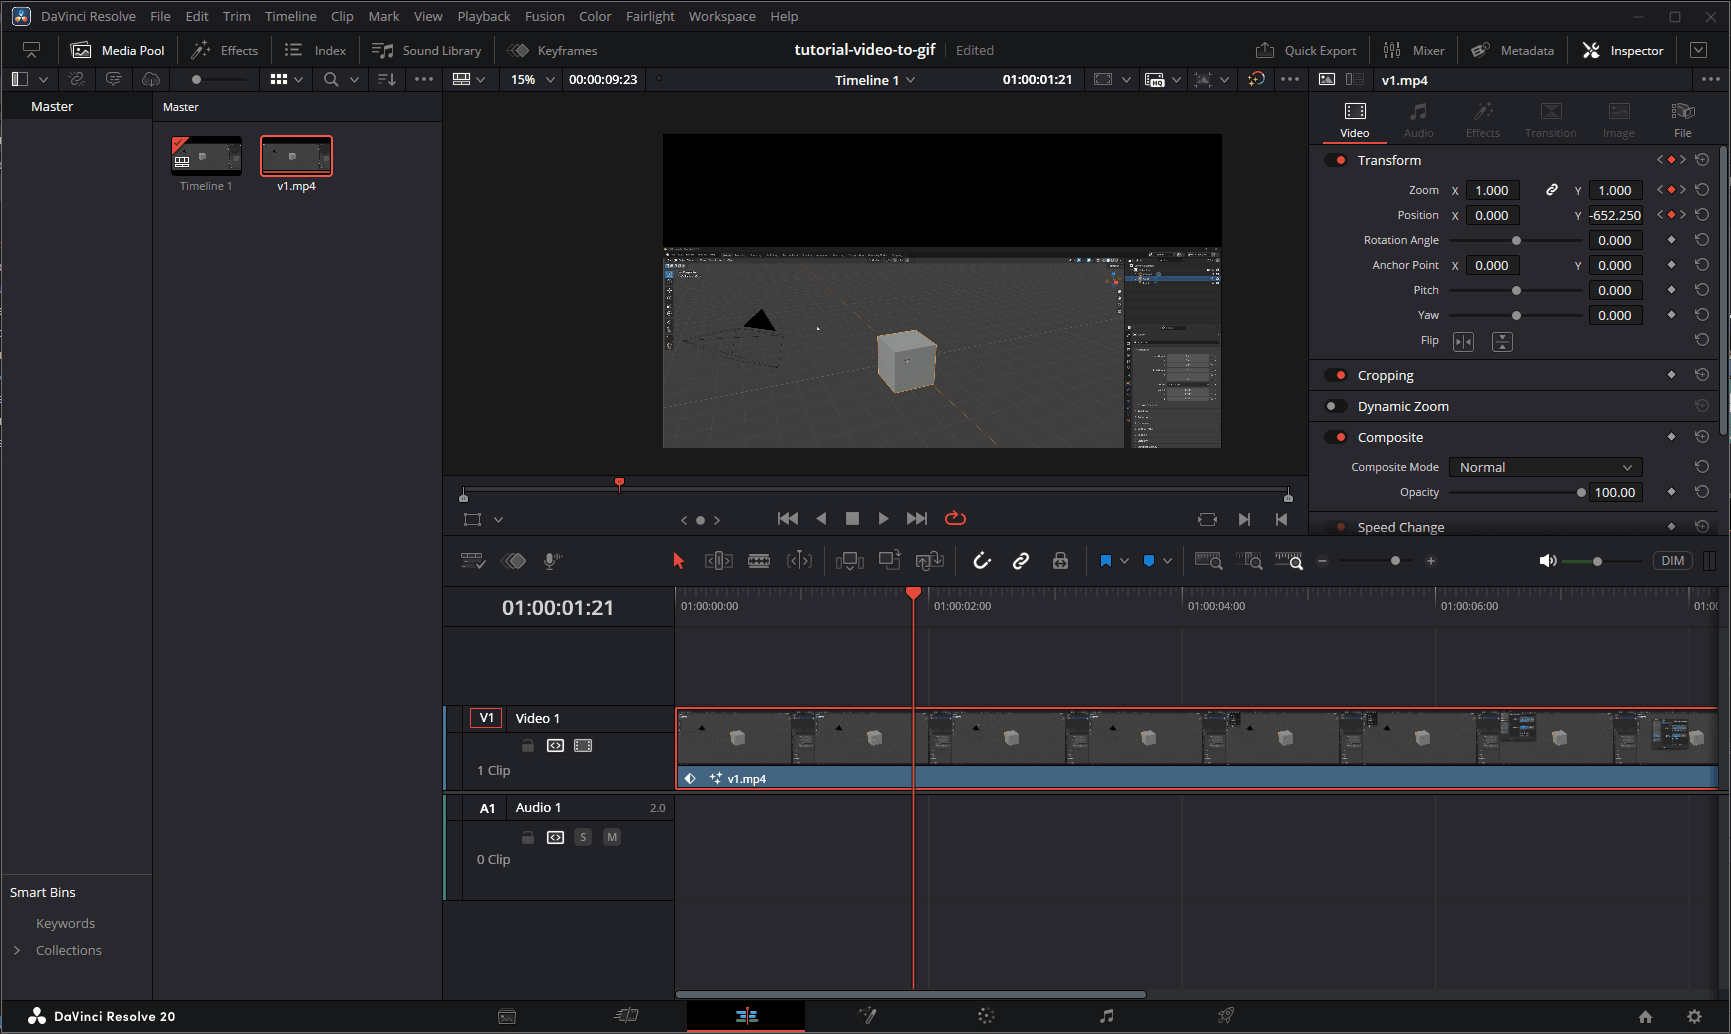 DaVinci Resolve File Edit Trim Timeline Clip Mark View Playback Fusion Color Fairlight Workspace Help
Media Pool Effects Index Sound Library Keyframes tutorial-video-to-gif Edited Quick Export Mixer Metadata Inspector
15% 00:00:09:23 Timeline 1 01:00:01:21 HQ v1.mp4
Master
Master
Timeline 1
v1.mp4
Video Audio Effects Transition Image File
Transform
Zoom X 1.000 Y 1.000
Position X 0.000 Y -652.250
Rotation Angle 0.000
Anchor Point X 0.000 Y 0.000
Pitch 0.000
Yaw 0.000
Flip
Cropping
Dynamic Zoom
Composite
Composite Mode Normal
Opacity 100.00
Speed Change
DIM
01:00:01:21
01:00:00:00 01:00:02:00 01:00:04:00 01:00:06:00 01:0
V1 Video 1
1 Clip
v1.mp4
A1 Audio 1 2.0
S M
0 Clip
Smart Bins
Keywords
Collections
DaVinci Resolve 20